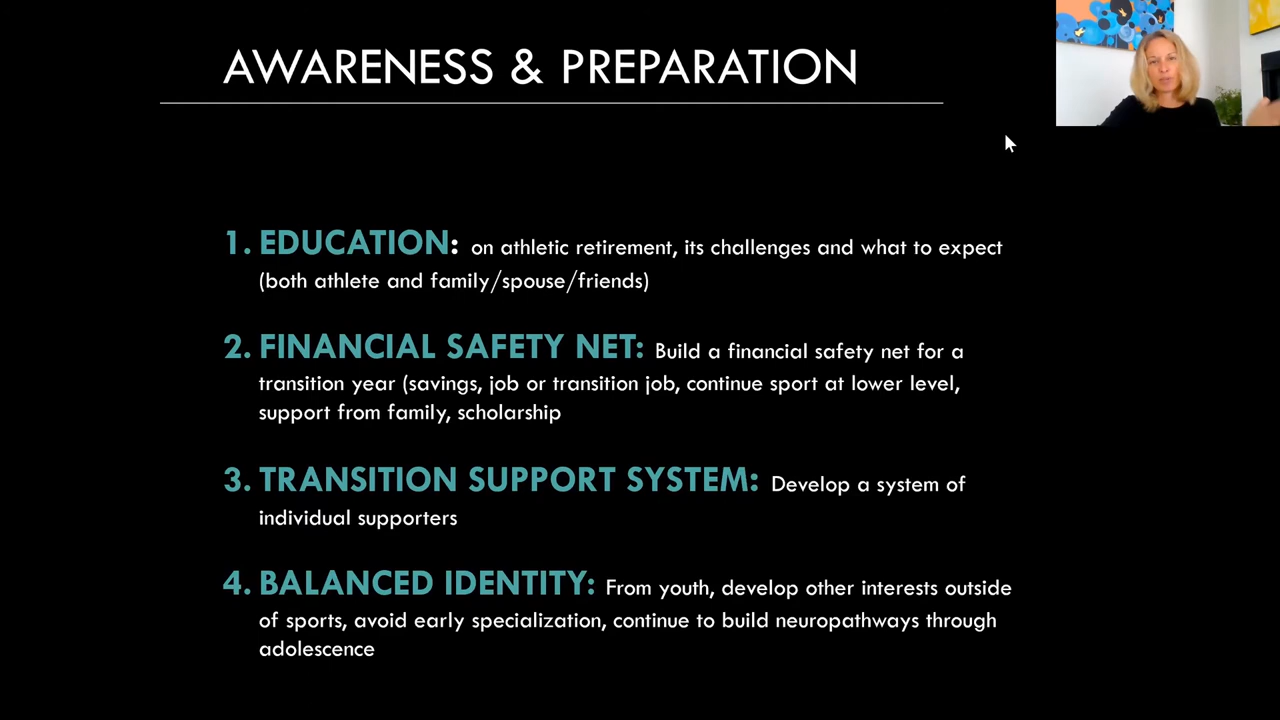 AWARENESS & PREPARATION
1. EDUCATION: on athletic retirement, its challenges and what to expect
(both athlete and family/spouse/friends)
2. FINANCIAL SAFETY NET: Build a financial safety net for a
transition year (savings, job or transition job, continue sport at lower level,
support from family, scholarship
3. TRANSITION SUPPORT SYSTEM: Develop a system of
individual supporters
4. BALANCED IDENTITY: From youth, develop other interests outside
of sports, avoid early specialization, continue to build neuropathways through
adolescence